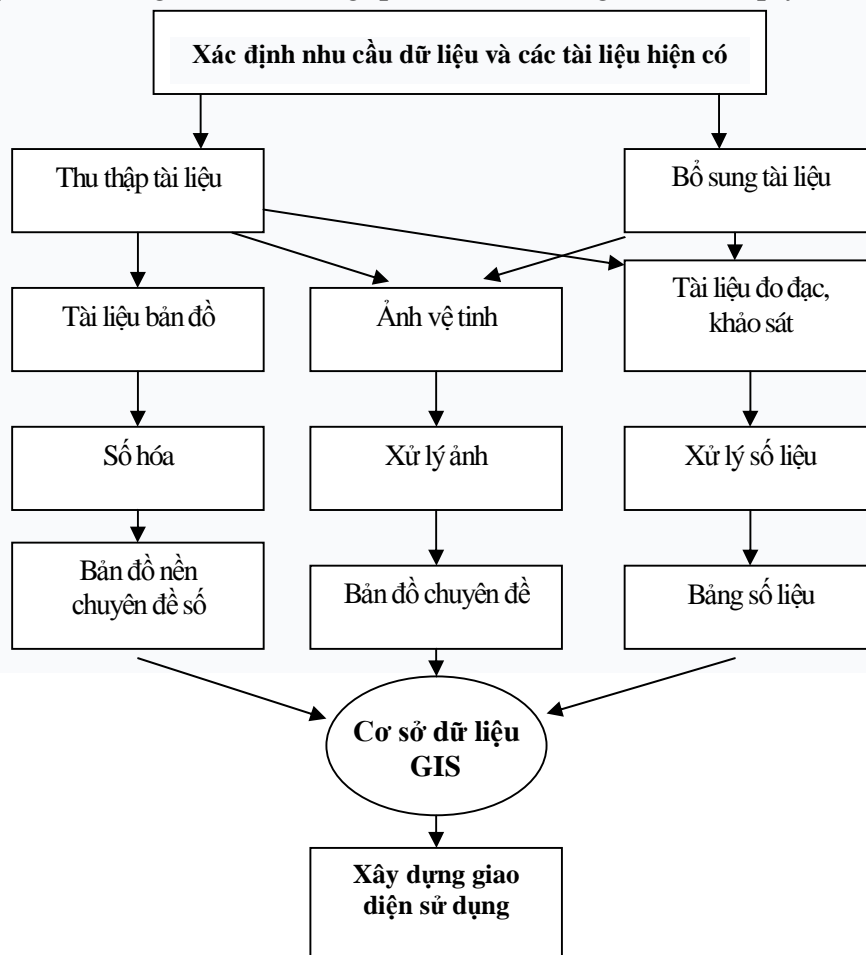 Xác định nhu cầu dữ liệu và các tài liệu hiện có
Thu thập tài liệu
Bổ sung tài liệu
Tài liệu bản đồ
Ảnh vệ tinh
Tài liệu đo đạc,
khảo sát
Số hóa
Xử lý ảnh
Xử lý số liệu
Bản đồ nền
chuyên đề số
Bản đồ chuyên đề
Bảng số liệu
Cơ sở dữ liệu
GIS
Xây dựng giao
diện sử dụng